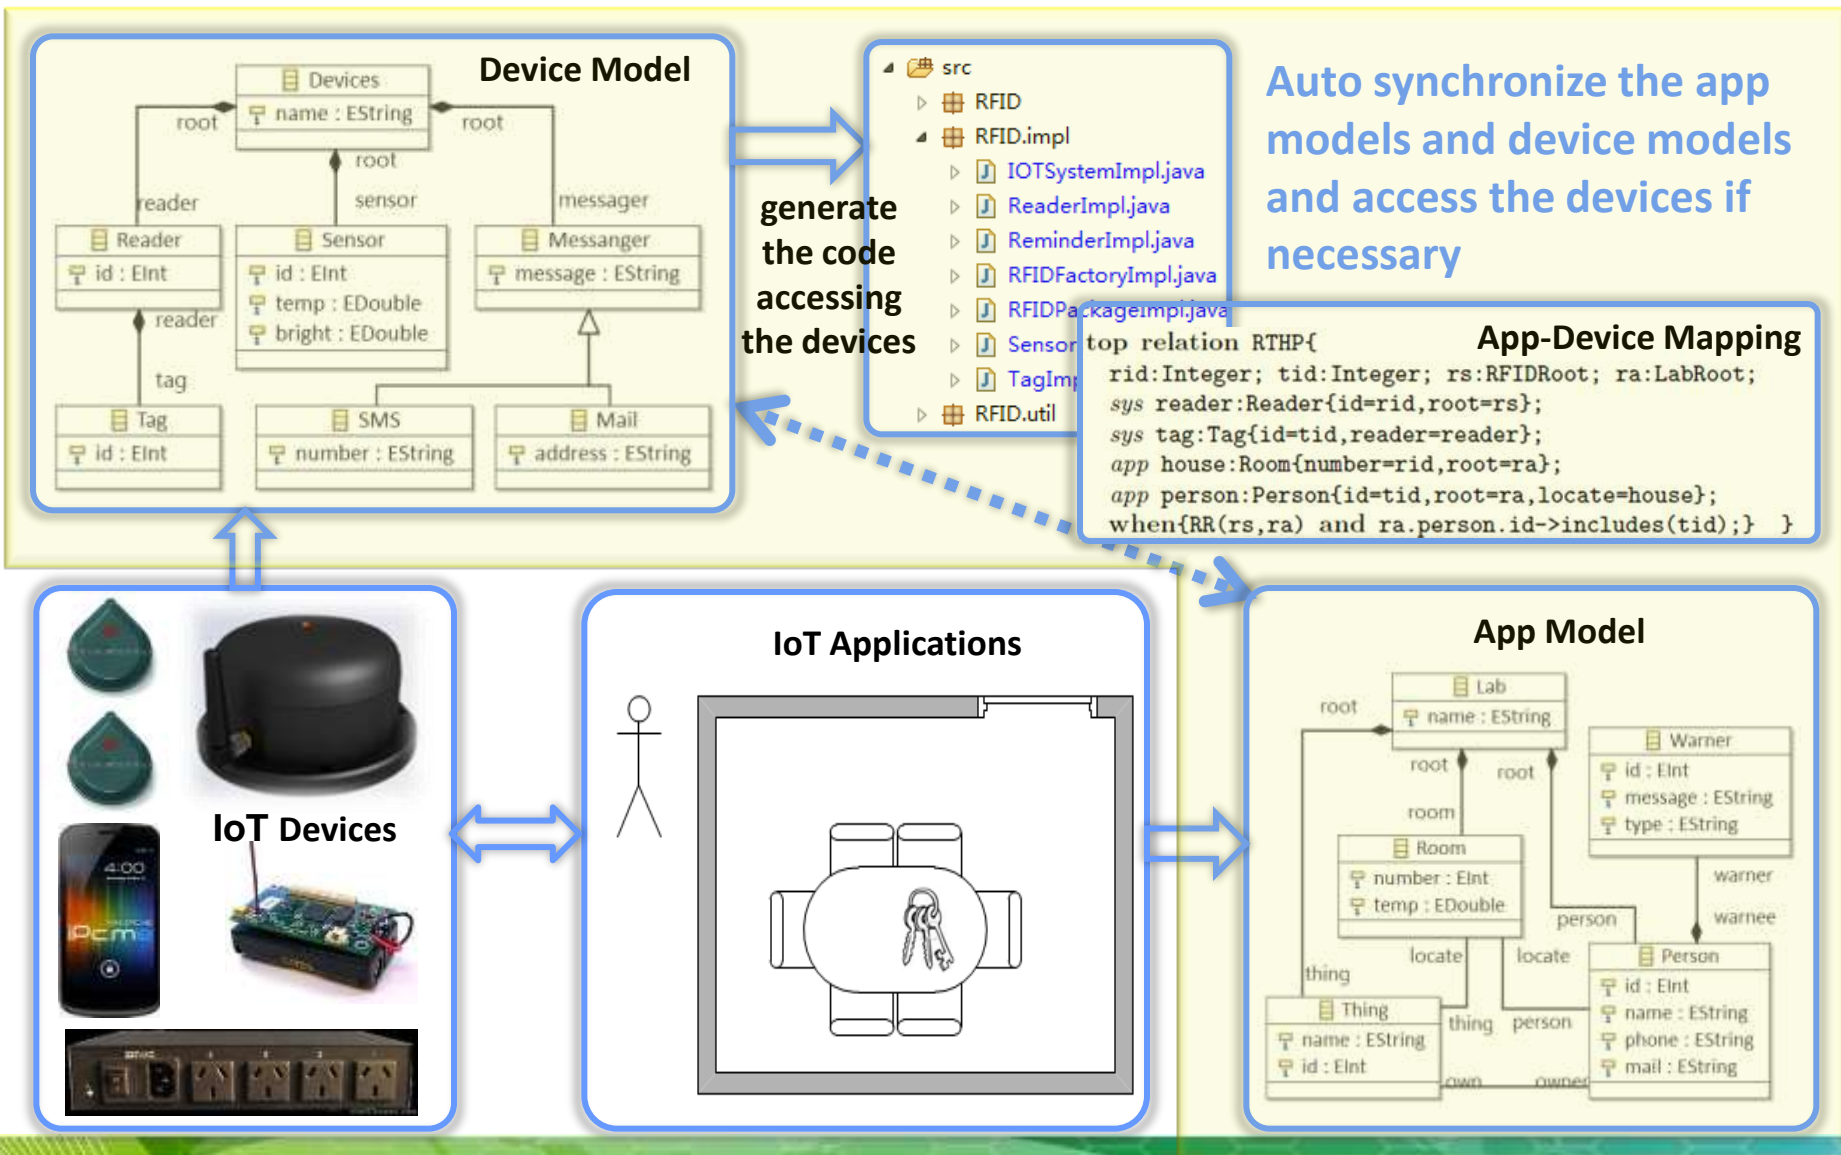 Device Model
Devices
name : EString
root
root
root
reader
sensor
messager
Reader
id : EInt
Sensor
id : EInt
temp : EDouble
bright : EDouble
Messanger
message : EString
reader
tag
Tag
id : EInt
SMS
number : EString
Mail
address : EString
generate
the code
accessing
the devices
src
RFID
RFID.impl
IOTSystemImpl.java
ReaderImpl.java
ReminderImpl.java
RFIDFactoryImpl.java
RFIDPackageImpl.java
Sensor
TagImp
RFID.util
Auto synchronize the app
models and device models
and access the devices if
necessary
App-Device Mapping
top relation RTHP{
rid:Integer; tid:Integer; rs:RFIDRoot; ra:LabRoot;
sys reader:Reader{id=rid,root=rs};
sys tag:Tag{id=tid,reader=reader};
app house:Room{number=rid,root=ra};
app person:Person{id=tid,root=ra,locate=house};
when{RR(rs,ra) and ra.person.id->includes(tid);} }
IoT Devices
4:00
IoT Applications
App Model
Lab
name : EString
root
root
root
room
Warner
id : EInt
message : EString
type : EString
Room
number : EInt
temp : EDouble
warner
warnee
person
locate
locate
thing
Person
id : EInt
name : EString
phone : EString
mail : EString
Thing
name : EString
id : EInt
thing
person
own
owner